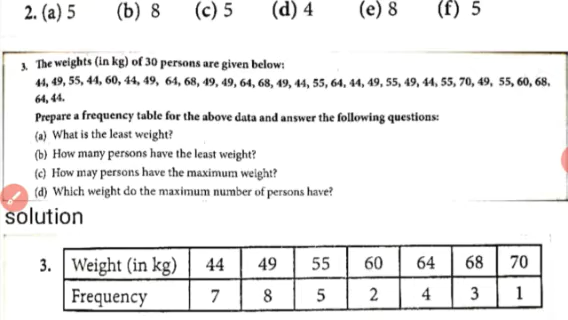 2. (a) 5 (b) 8 (c) 5 (d) 4 (e) 8 (f) 5
3. The weights (in kg) of 30 persons are given below:
44, 49, 55, 44, 60, 44, 49, 64, 68, 49, 49, 64, 68, 49, 44, 55, 64, 44, 49, 55, 49, 44, 55, 70, 49, 55, 60, 68,
64, 44.
Prepare a frequency table for the above data and answer the following questions:
(a) What is the least weight?
(b) How many persons have the least weight?
(c) How may persons have the maximum weight?
(d) Which weight do the maximum number of persons have?
solution
3. Weight (in kg) 44 49 55 60 64 68 70
Frequency 7 8 5 2 4 3 1